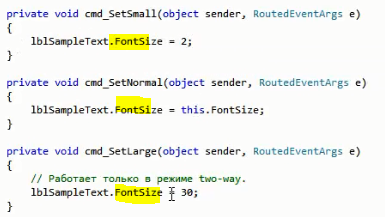 private void cmd_SetSmall(object sender, RoutedEventArgs e)
{
lblSampleText.FontSize = 2;
}
private void cmd_SetNormal(object sender, RoutedEventArgs e)
{
lblSampleText.FontSize = this.FontSize;
}
private void cmd_SetLarge(object sender, RoutedEventArgs e)
{
// Работает только в режиме two-way.
lblSampleText.FontSize = 30;
}